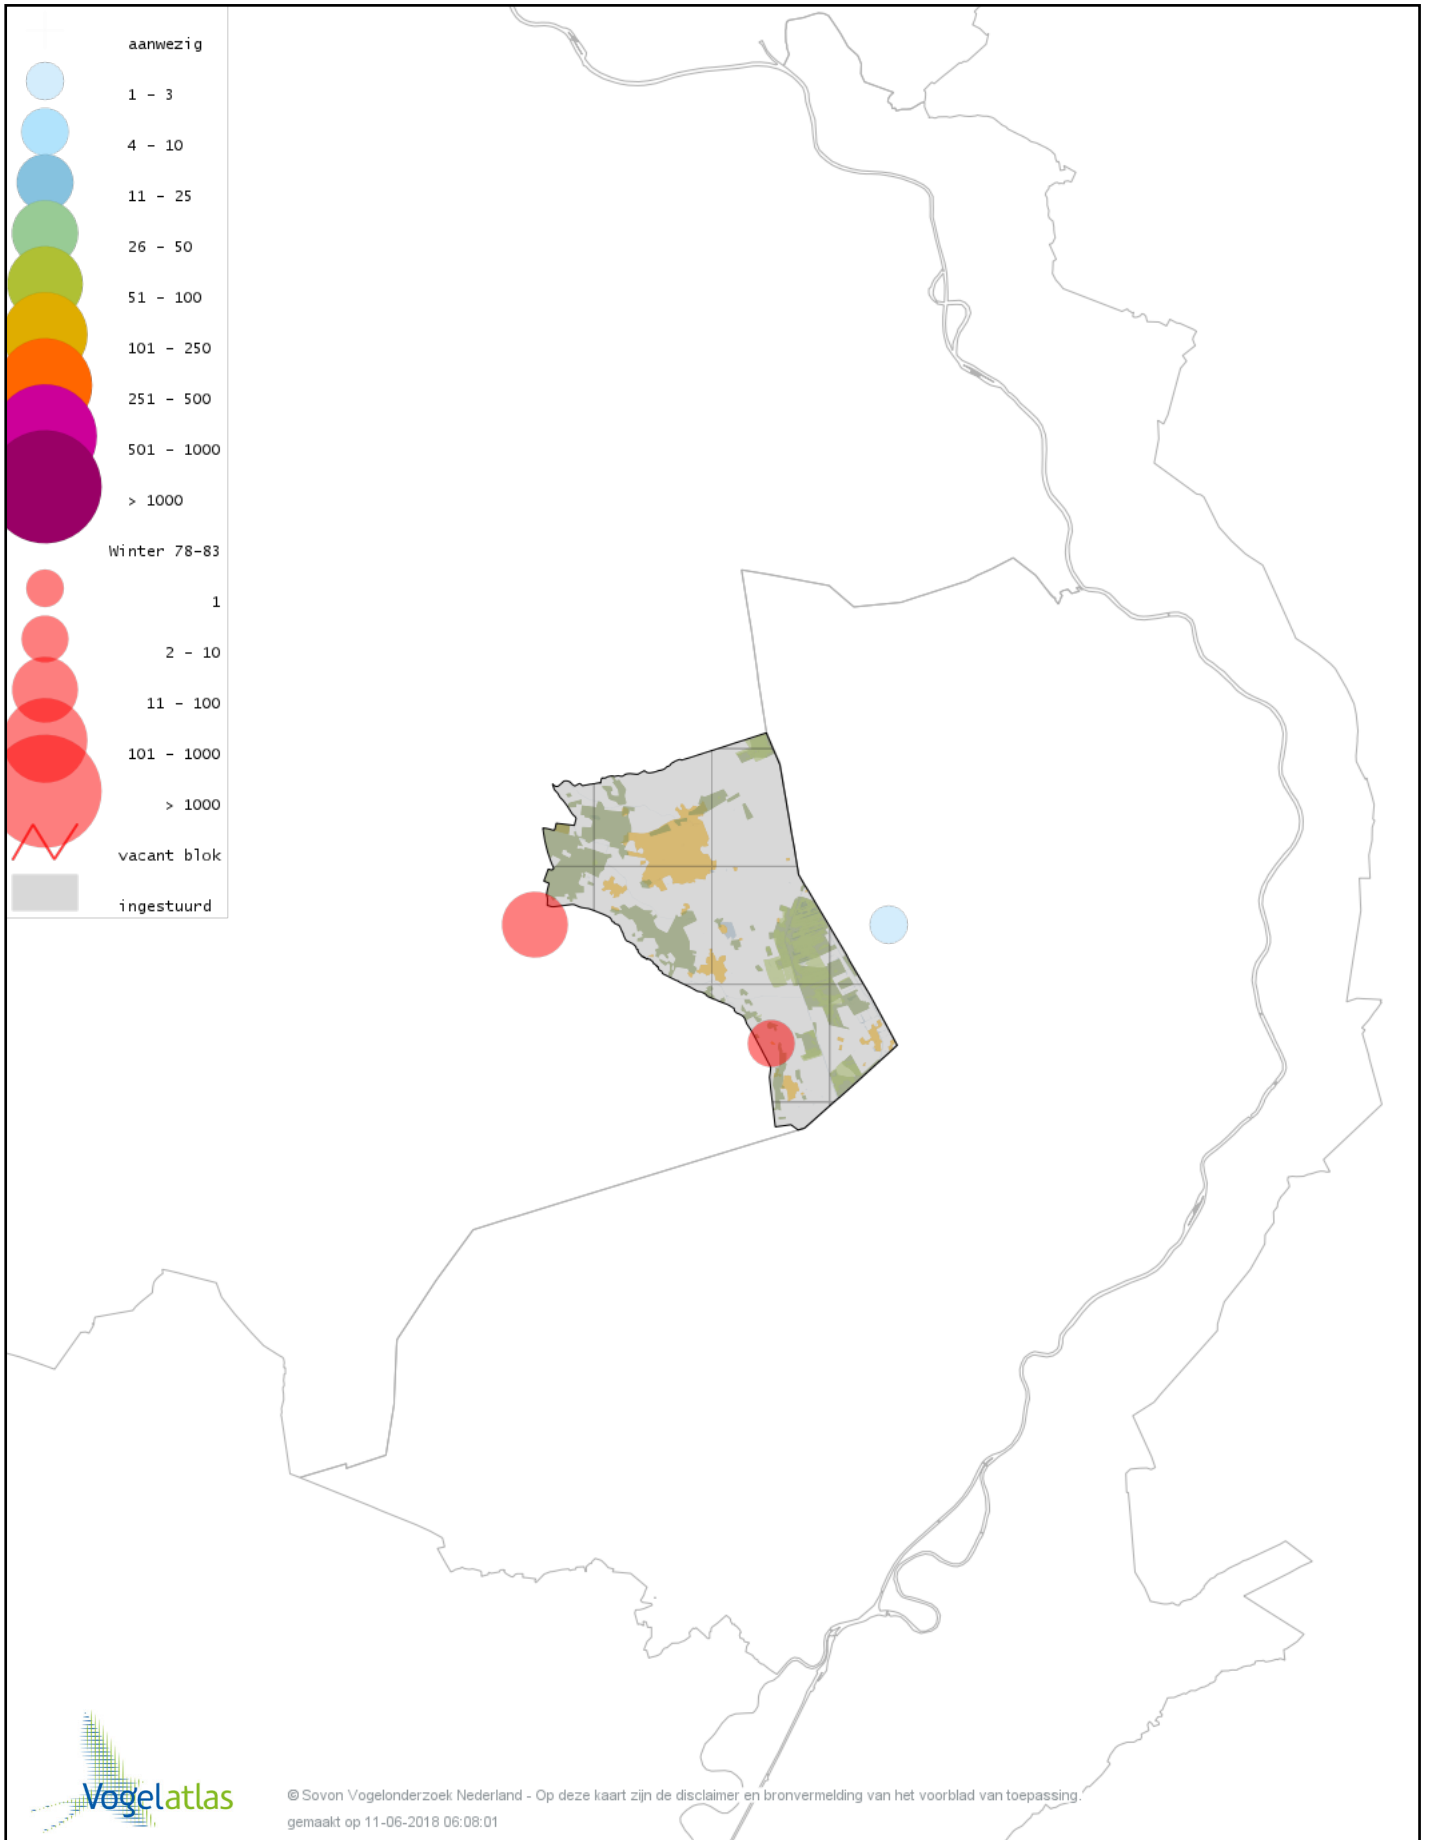 aanwezig
1 - 3
4 - 10
11 - 25
26 - 50
51 - 100
101 - 250
251 - 500
501 - 1000
> 1000
Winter 78-83
1
2 - 10
11 - 100
101 - 1000
> 1000
vacant blok
ingestuurd
Vogelatlas
© Sovon Vogelonderzoek Nederland - Op deze kaart zijn de disclaimer en bronvermelding van het voorblad van toepassing.
gemaakt op 11-06-2018 06:08:01